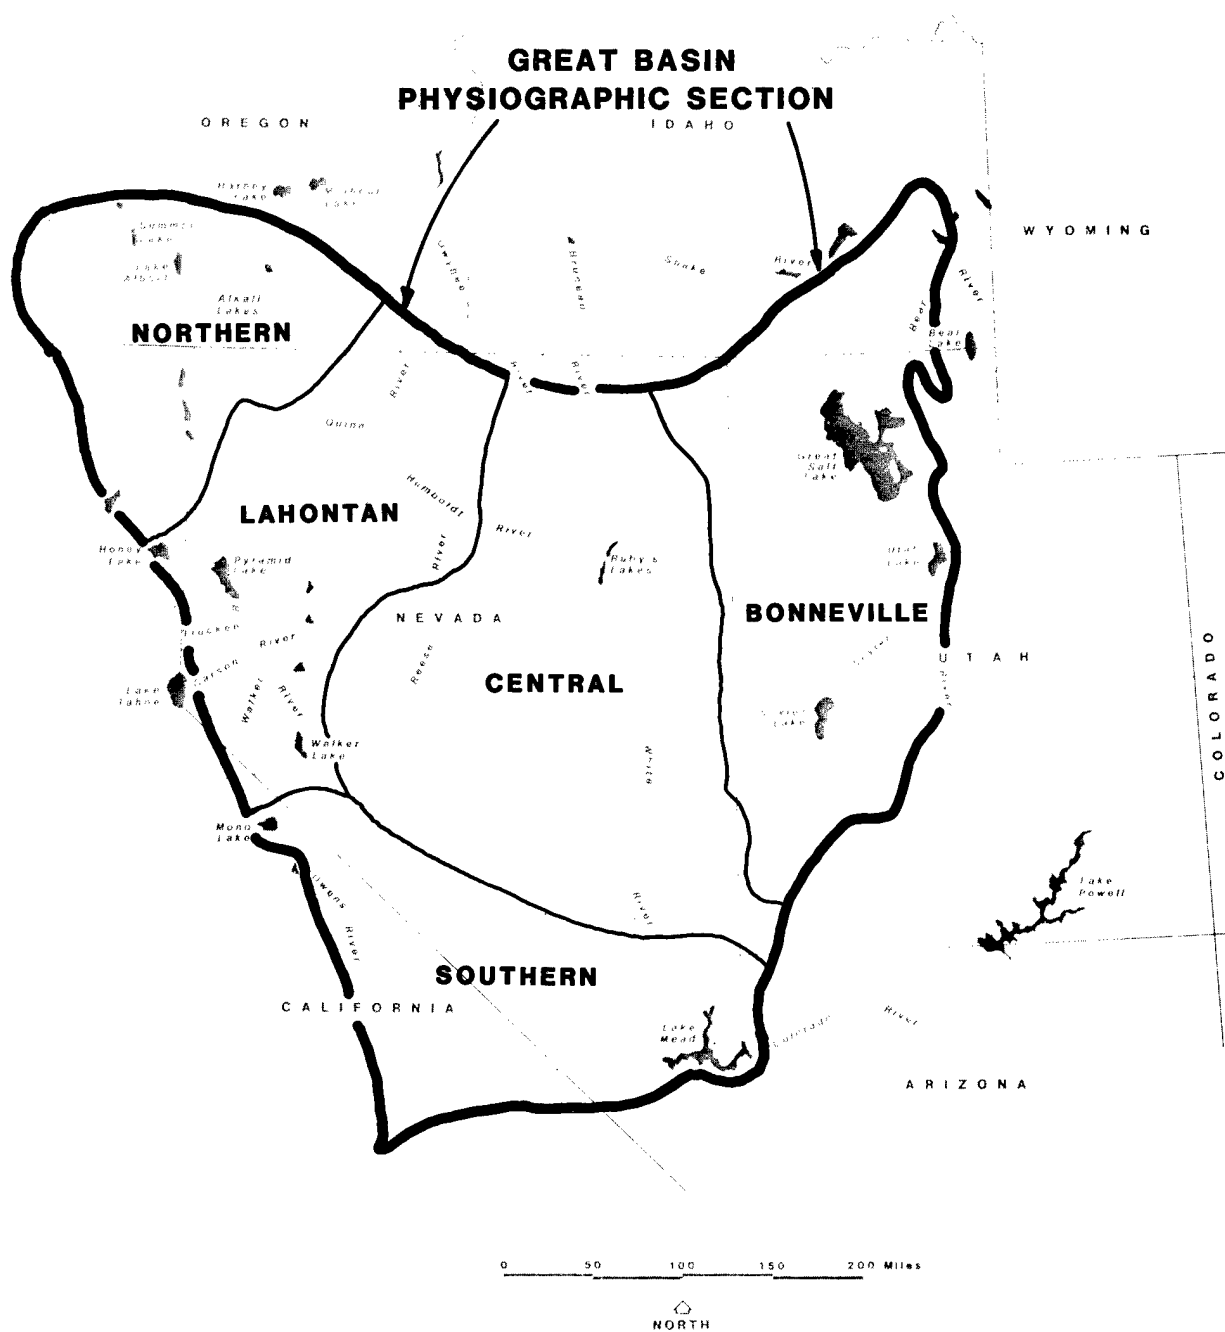 GREAT BASIN
PHYSIOGRAPHIC SECTION
OREGON
IDAHO
WYOMING
Harney
Lake
Lake
Summer
Lake
Lake
Abert
Alkali
Lakes
NORTHERN
Owyhee
River
Bruneau
River
Snake
River
Bear
River
Bear
Lake
Quinn
River
Great
Salt
Lake
LAHONTAN
Humboldt
River
River
Honey
Lake
Pyramid
Lake
Ruby's
Lakes
Utah
Lake
BONNEVILLE
NEVADA
Truckee
R
River
Carson
Reese
UTAH
COLORADO
CENTRAL
Lake
Tahoe
Walker
River
Walker
Lake
Sevier
River
Lake
White
River
Mono
Lake
Owens
River
Lake
Powell
SOUTHERN
CALIFORNIA
Lake
Mead
Colorado
River
ARIZONA
0 50 100 150 200 Miles
NORTH